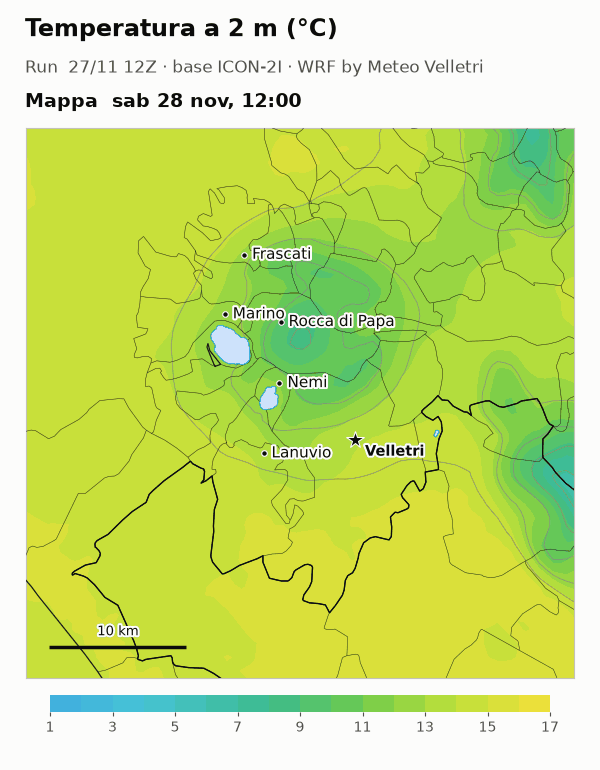 Temperatura a 2 m (°C)
Run  27/11 12Z · base ICON-2I · WRF by Meteo Velletri
Mappa  sab 28 nov, 12:00
Frascati
Marino
Rocca di Papa
Nemi
Velletri
Lanuvio
10 km
1 3 5 7 9 11 13 15 17